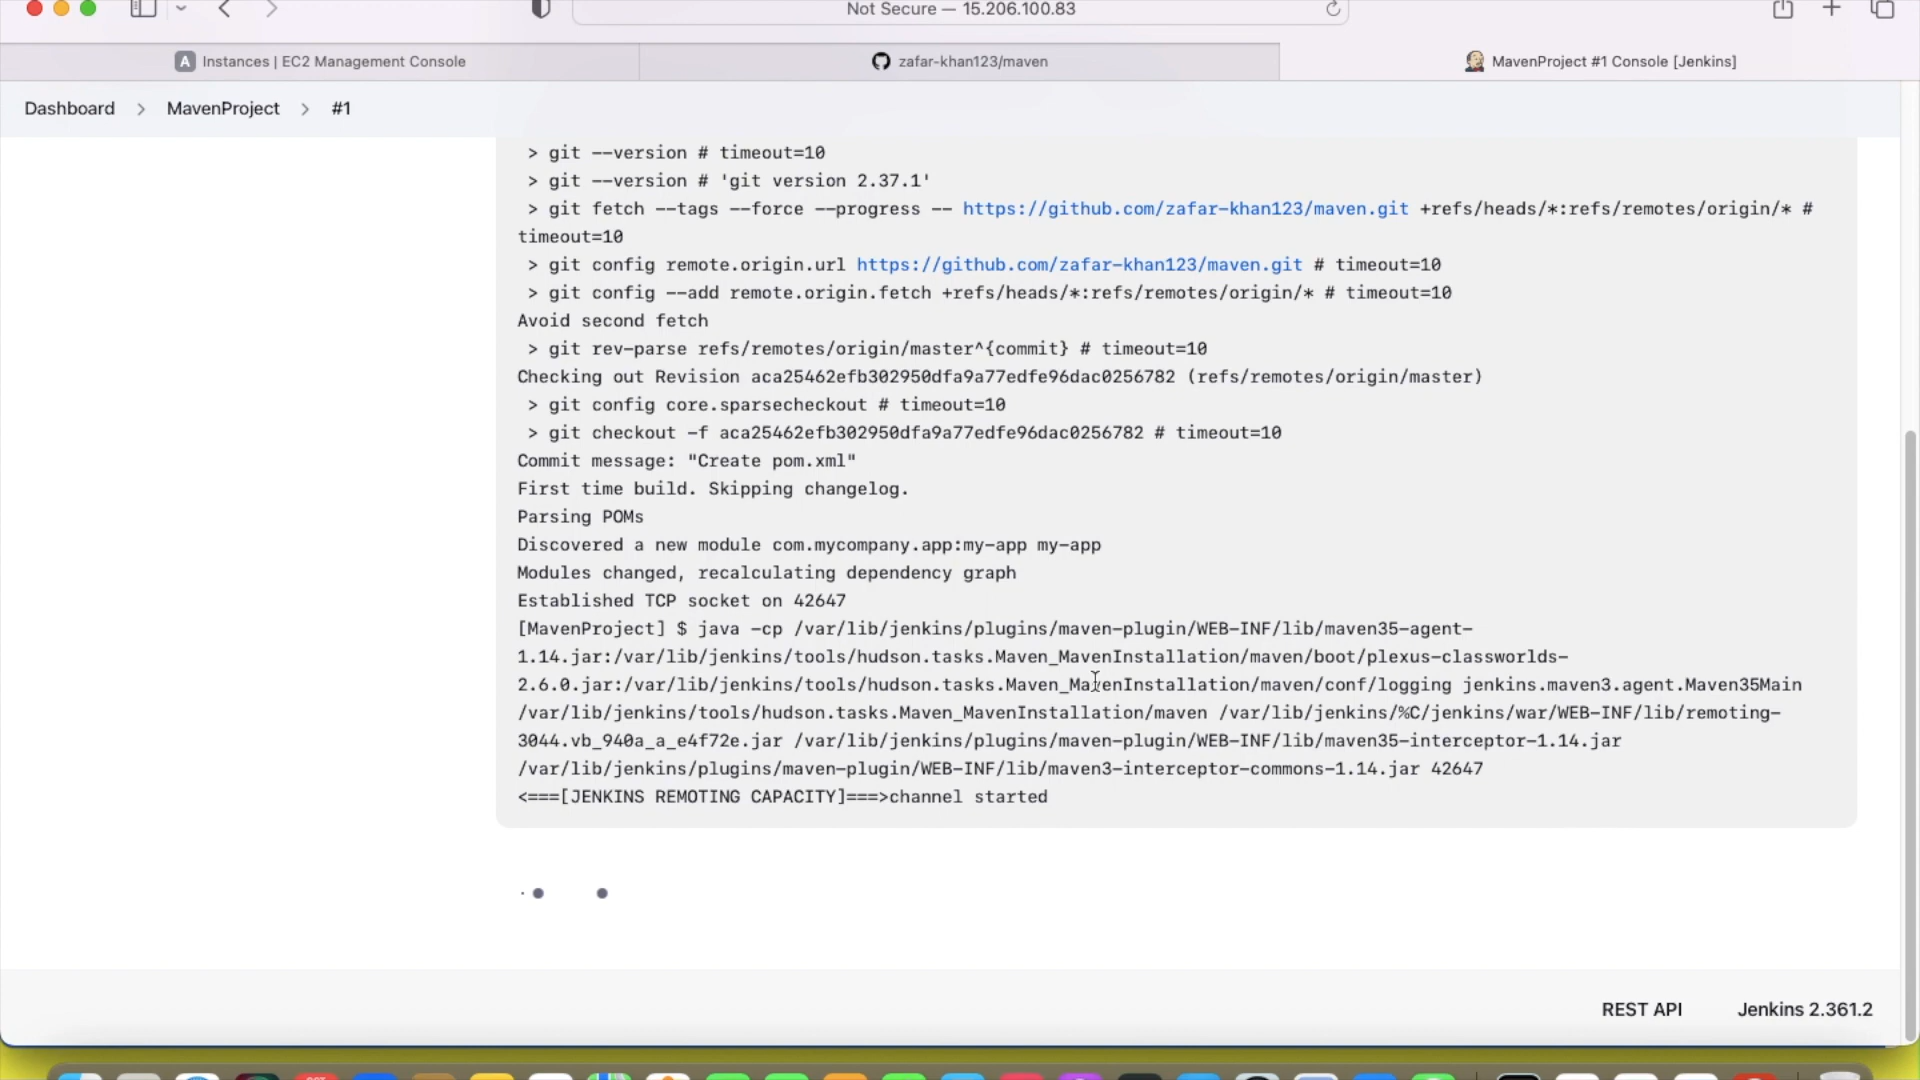 Not Secure — 15.206.100.83
A Instances | EC2 Management Console
zafar-khan123/maven
MavenProject #1 Console [Jenkins]
Dashboard > MavenProject > #1
> git --version # timeout=10
> git --version # 'git version 2.37.1'
> git fetch --tags --force --progress -- https://github.com/zafar-khan123/maven.git +refs/heads/*:refs/remotes/origin/* #
timeout=10
> git config remote.origin.url https://github.com/zafar-khan123/maven.git # timeout=10
> git config --add remote.origin.fetch +refs/heads/*:refs/remotes/origin/* # timeout=10
Avoid second fetch
> git rev-parse refs/remotes/origin/master^{commit} # timeout=10
Checking out Revision aca25462efb302950dfa9a77edfe96dac0256782 (refs/remotes/origin/master)
> git config core.sparsecheckout # timeout=10
> git checkout -f aca25462efb302950dfa9a77edfe96dac0256782 # timeout=10
Commit message: "Create pom.xml"
First time build. Skipping changelog.
Parsing POMs
Discovered a new module com.mycompany.app:my-app my-app
Modules changed, recalculating dependency graph
Established TCP socket on 42647
[MavenProject] $ java -cp /var/lib/jenkins/plugins/maven-plugin/WEB-INF/lib/maven35-agent-
1.14.jar:/var/lib/jenkins/tools/hudson.tasks.Maven_MavenInstallation/maven/boot/plexus-classworlds-
2.6.0.jar:/var/lib/jenkins/tools/hudson.tasks.Maven_MavenInstallation/maven/conf/logging jenkins.maven3.agent.Maven35Main
/var/lib/jenkins/tools/hudson.tasks.Maven_MavenInstallation/maven /var/lib/jenkins/%C/jenkins/war/WEB-INF/lib/remoting-
3044.vb_940a_a_e4f72e.jar /var/lib/jenkins/plugins/maven-plugin/WEB-INF/lib/maven35-interceptor-1.14.jar
/var/lib/jenkins/plugins/maven-plugin/WEB-INF/lib/maven3-interceptor-commons-1.14.jar 42647
<===[JENKINS REMOTING CAPACITY]===>channel started
REST API
Jenkins 2.361.2